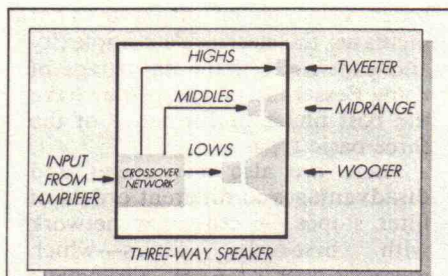 HIGHS
TWEETER
MIDDLES
MIDRANGE
LOWS
INPUT
FROM
AMPLIFIER
CROSSOVER
NETWORK
WOOFER
THREE-WAY SPEAKER